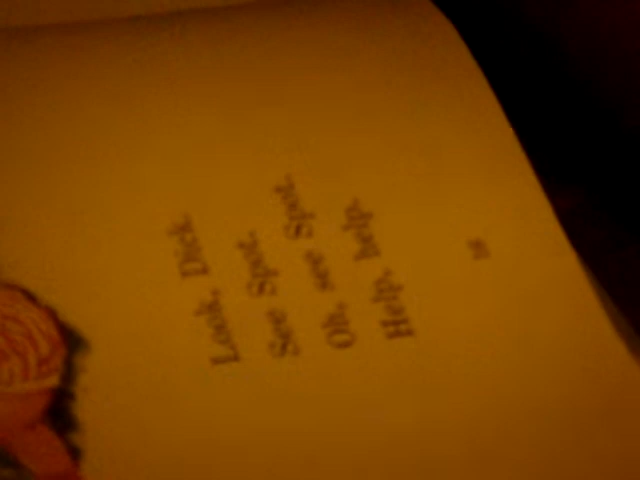 Look, Dick.
See Spot.
Oh, see Spot.
Help, help.